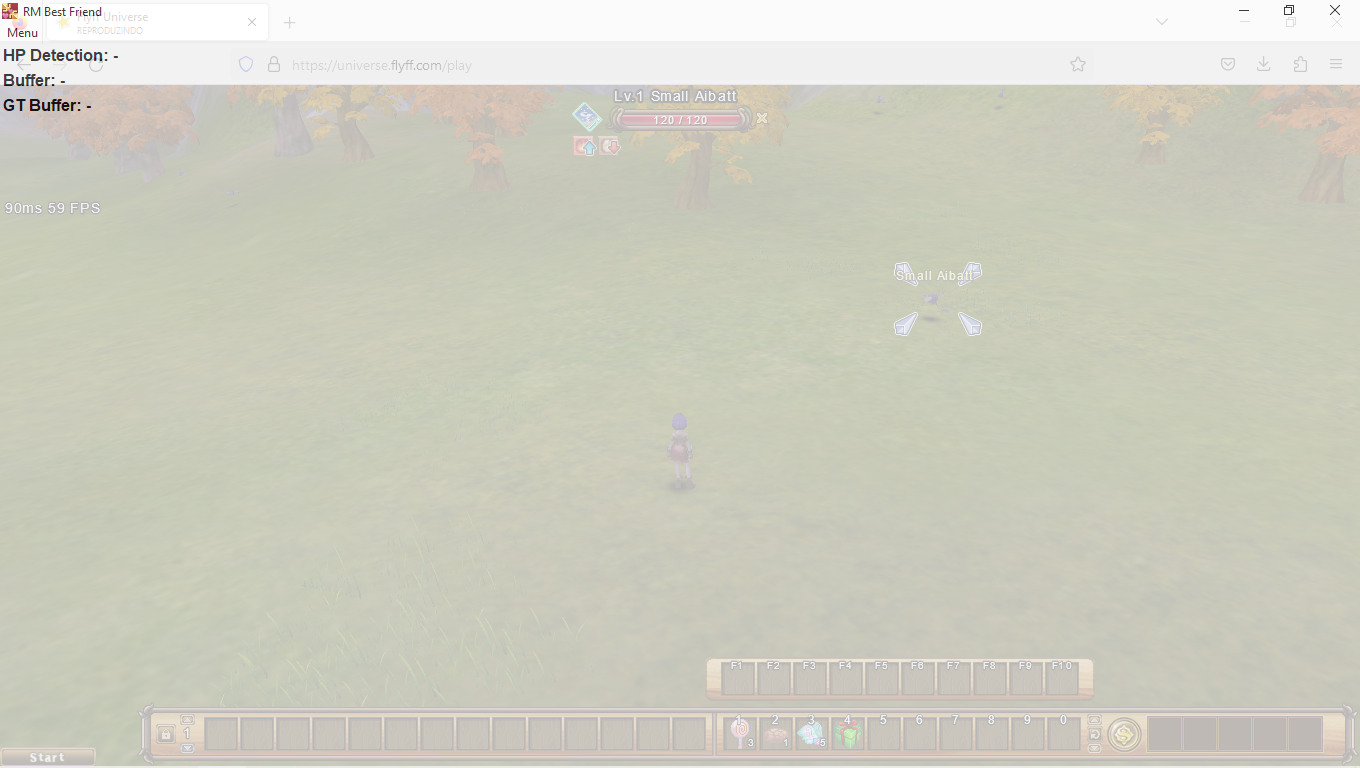 RM Best Friend
Flyff Universe
Menu
REPRODUZINDO
HP Detection: -
https://universe.flyff.com/play
Buffer: -
GT Buffer: -
Lv.1 Small Aibatt
120 / 120
90ms 59 FPS
Small Aibatt
F1 F2 F3 F4 F5 F6 F7 F8 F9 F10
1 1 2 3 4 5 6 7 8 9 0
3 1 5
Start